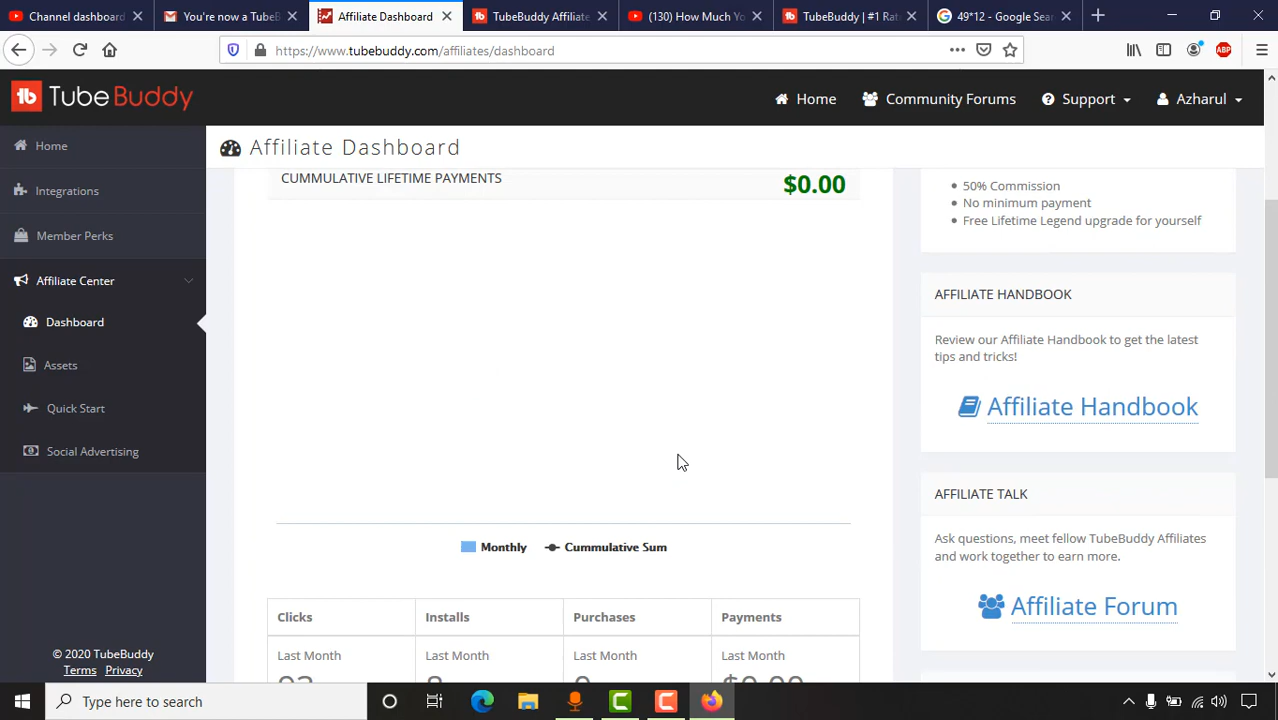 Channel dashboard
You're now a TubeB
Affiliate Dashboard
TubeBuddy Affiliate
(130) How Much Yo
TubeBuddy | #1 Rat
49*12 - Google Sear
https://www.tubebuddy.com/affiliates/dashboard
ABP
tb TubeBuddy
Home
Community Forums
Support
Azharul
Home
Integrations
Member Perks
Affiliate Center
Dashboard
Assets
Quick Start
Social Advertising
© 2020 TubeBuddy
Terms Privacy
Affiliate Dashboard
CUMMULATIVE LIFETIME PAYMENTS $0.00
Monthly Cummulative Sum
Clicks Installs Purchases Payments
Last Month Last Month Last Month Last Month
$0.00
50% Commission
No minimum payment
Free Lifetime Legend upgrade for yourself
AFFILIATE HANDBOOK
Review our Affiliate Handbook to get the latest
tips and tricks!
Affiliate Handbook
AFFILIATE TALK
Ask questions, meet fellow TubeBuddy Affiliates
and work together to earn more.
Affiliate Forum
Type here to search